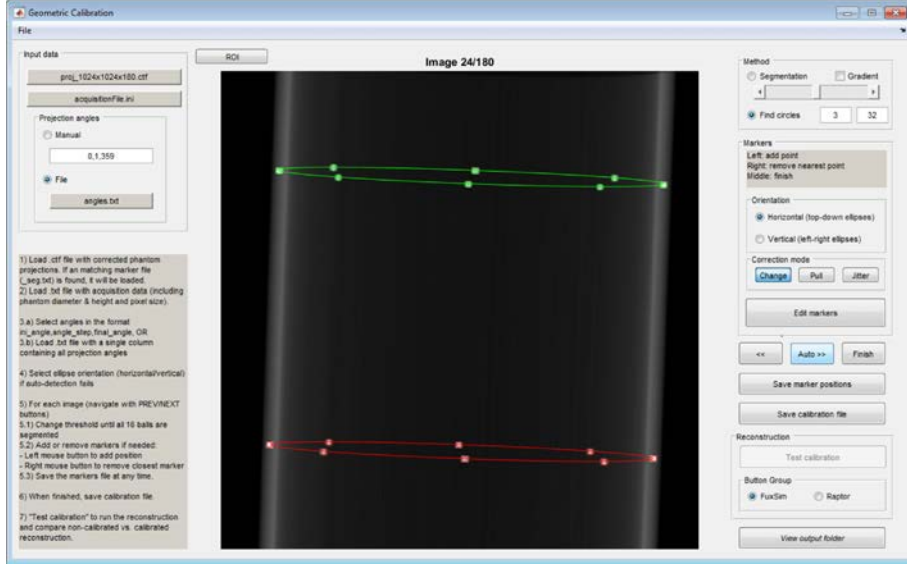 Geometric Calibration
File
Input data
proj_1024x1024x180.ctf
acquisitionFile.ini
Projection angles
Manual
0,1,359
File
angles.txt
1) Load .ctf file with corrected phantom
projections. If an matching marker file
(_seg.txt) is found, it will be loaded.
2) Load .txt file with acquisition data (including
phantom diameter & height and pixel size).
3.a) Select angles in the format
ini_angle,angle_step,final_angle, OR
3.b) Load .txt file with a single column
containing all projection angles
4) Select ellipse orientation (horizontal/vertical)
if auto-detection fails
5) For each image (navigate with PREV/NEXT
buttons)
5.1) Change threshold until all 16 balls are
segmented
5.2) Add or remove markers if needed:
- Left mouse button to add position
- Right mouse button to remove closest marker
5.3) Save the markers file at any time.
6) When finished, save calibration file.
7) "Test calibration" to run the reconstruction
and compare non-calibrated vs. calibrated
reconstruction.
ROI
Image 24/180
Method
Segmentation
Gradient
Find circles
3
32
Markers
Left: add point
Right: remove nearest point
Middle: finish
Orientation
Horizontal (top-down ellipses)
Vertical (left-right ellipses)
Correction mode
Change
Pull
Jitter
Edit markers
<<
Auto >>
Finish
Save marker positions
Save calibration file
Reconstruction
Test calibration
Button Group
FuxSim
Raptor
View output folder